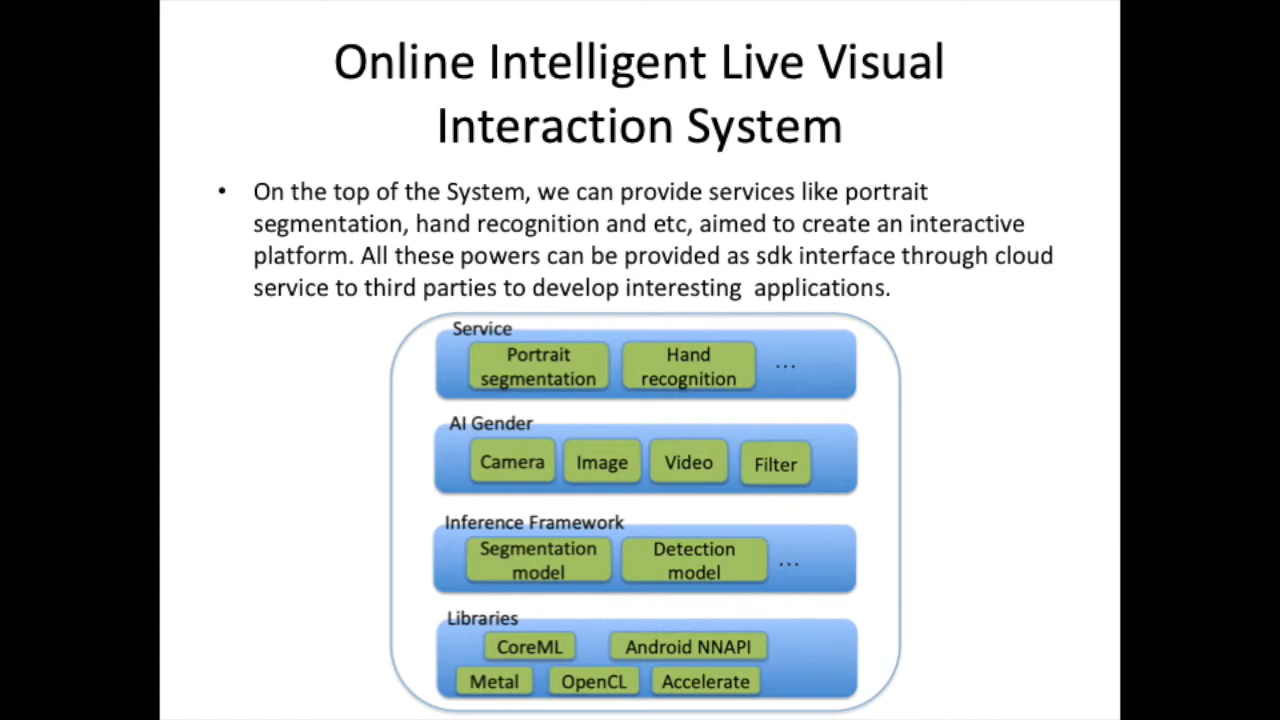 Online Intelligent Live Visual
Interaction System
• On the top of the System, we can provide services like portrait
segmentation, hand recognition and etc, aimed to create an interactive
platform. All these powers can be provided as sdk interface through cloud
service to third parties to develop interesting applications.
Service
Portrait
segmentation
Hand
recognition
...
AI Gender
Camera Image Video Filter
Inference Framework
Segmentation
model
Detection
model
...
Libraries
CoreML Android NNAPI
Metal OpenCL Accelerate